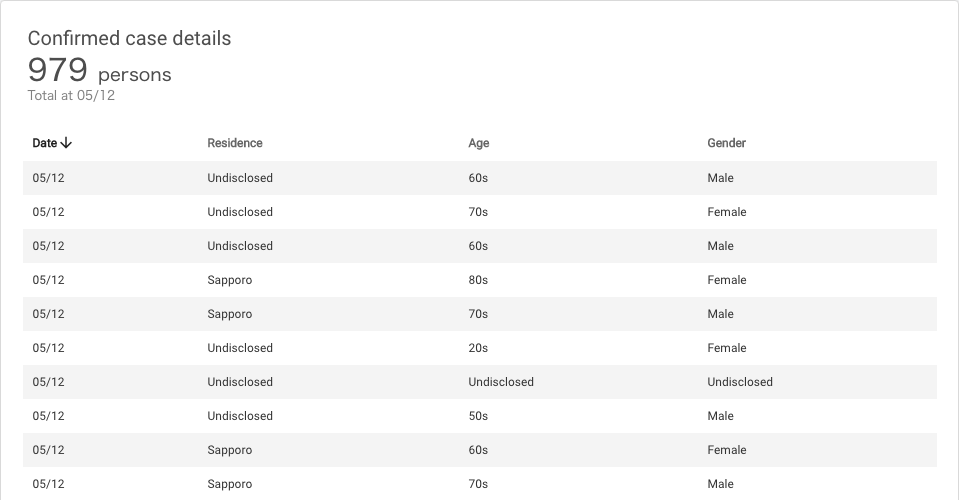 Confirmed case details
979 persons
Total at 05/12
Date↓ Residence Age Gender
05/12 Undisclosed 60s Male
05/12 Undisclosed 70s Female
05/12 Undisclosed 60s Male
05/12 Sapporo 80s Female
05/12 Sapporo 70s Male
05/12 Undisclosed 20s Female
05/12 Undisclosed Undisclosed Undisclosed
05/12 Undisclosed 50s Male
05/12 Sapporo 60s Female
05/12 Sapporo 70s Male